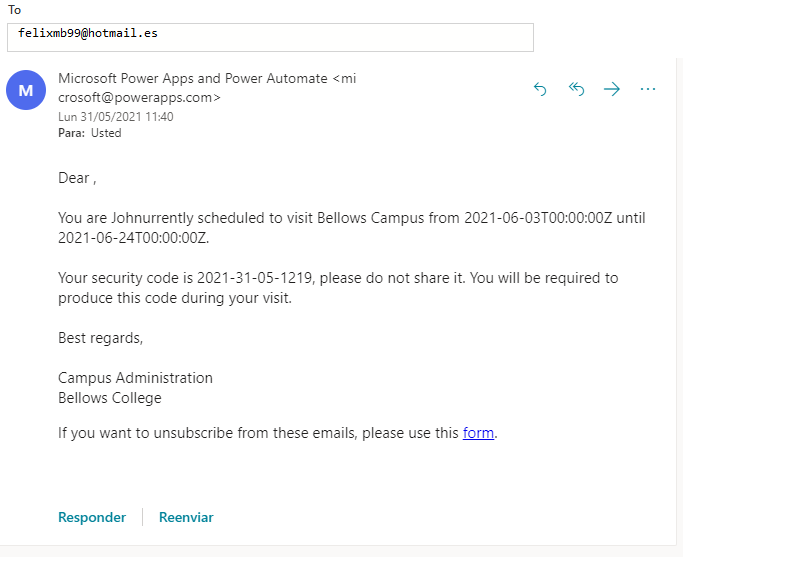 To
felixmb99@hotmail.es
M
Microsoft Power Apps and Power Automate <mi
crosoft@powerapps.com>
Lun 31/05/2021 11:40
Para: Usted
Dear ,
You are Johnurrently scheduled to visit Bellows Campus from 2021-06-03T00:00:00Z until
2021-06-24T00:00:00Z.
Your security code is 2021-31-05-1219, please do not share it. You will be required to
produce this code during your visit.
Best regards,
Campus Administration
Bellows College
If you want to unsubscribe from these emails, please use this form.
Responder
Reenviar